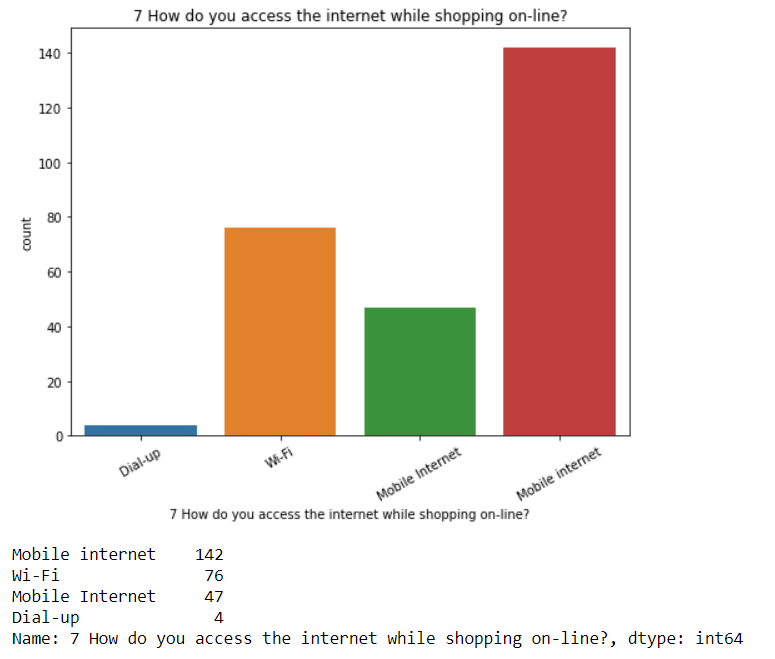 7 How do you access the internet while shopping on-line?
140
120
100
80
60
40
20
0
count
Dial-up
Wi-Fi
Mobile Internet
Mobile internet
7 How do you access the internet while shopping on-line?
Mobile internet    142
Wi-Fi               76
Mobile Internet     47
Dial-up              4
Name: 7 How do you access the internet while shopping on-line?, dtype: int64